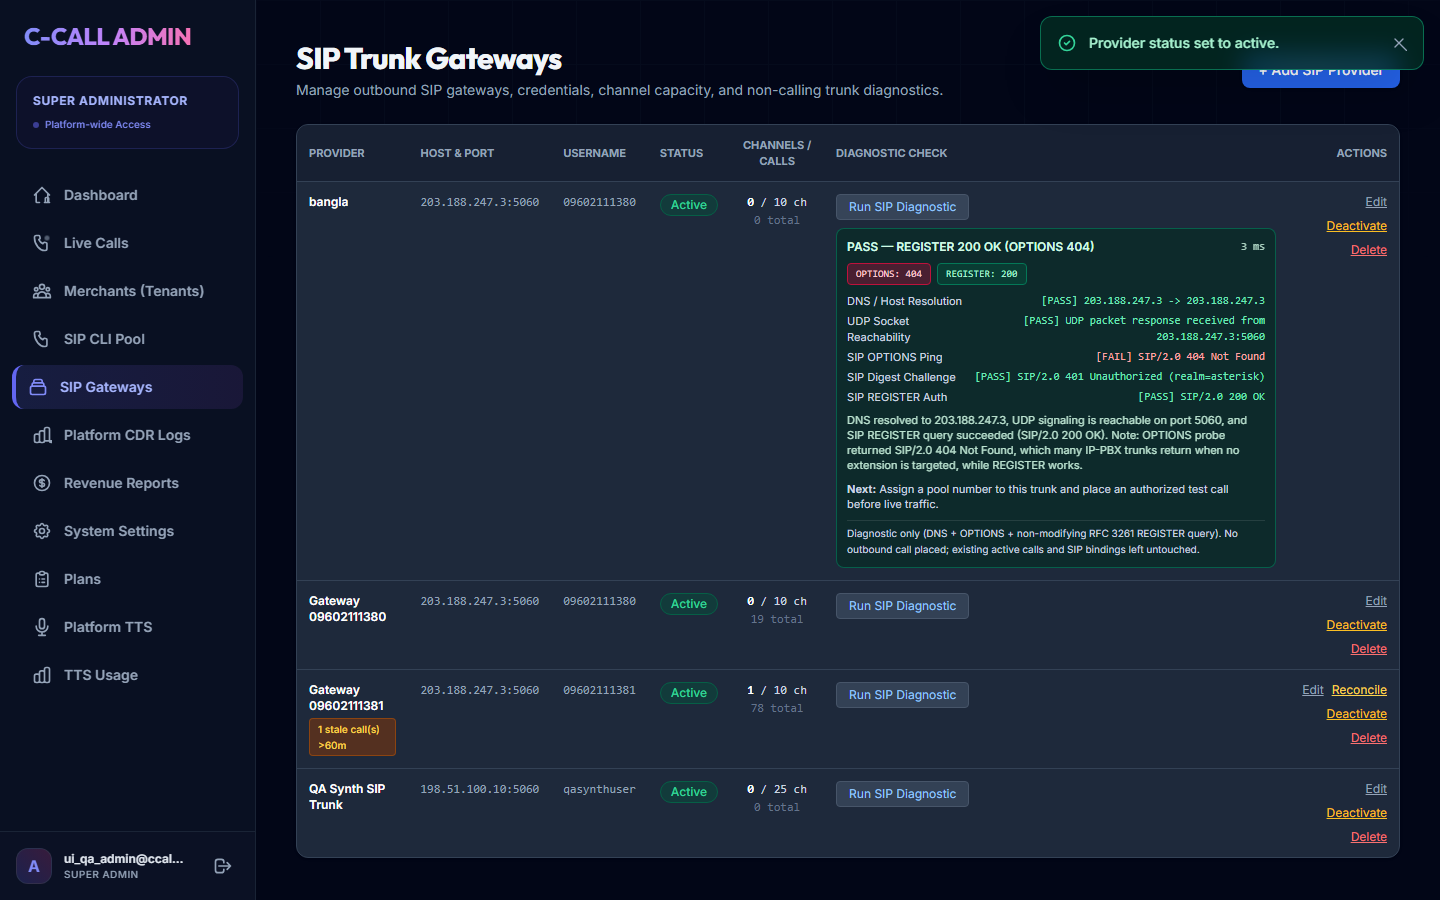 C-CALL ADMIN
SUPER ADMINISTRATOR
Platform-wide Access
Dashboard
Live Calls
Merchants (Tenants)
SIP CLI Pool
SIP Gateways
Platform CDR Logs
Revenue Reports
System Settings
Plans
Platform TTS
TTS Usage
A
ui_qa_admin@ccal...
SUPER ADMIN
SIP Trunk Gateways
Manage outbound SIP gateways, credentials, channel capacity, and non-calling trunk diagnostics.
Provider status set to active.
+ Add SIP Provider
PROVIDER HOST & PORT USERNAME STATUS CHANNELS / CALLS DIAGNOSTIC CHECK ACTIONS
bangla 203.188.247.3:5060 09602111380 Active 0 / 10 ch Run SIP Diagnostic Edit
0 total Deactivate
Delete
PASS — REGISTER 200 OK (OPTIONS 404) 3 ms
OPTIONS: 404 REGISTER: 200
DNS / Host Resolution [PASS] 203.188.247.3 -> 203.188.247.3
UDP Socket Reachability [PASS] UDP packet response received from 203.188.247.3:5060
SIP OPTIONS Ping [FAIL] SIP/2.0 404 Not Found
SIP Digest Challenge [PASS] SIP/2.0 401 Unauthorized (realm=asterisk)
SIP REGISTER Auth [PASS] SIP/2.0 200 OK
DNS resolved to 203.188.247.3, UDP signaling is reachable on port 5060, and
SIP REGISTER query succeeded (SIP/2.0 200 OK). Note: OPTIONS probe
returned SIP/2.0 404 Not Found, which many IP-PBX trunks return when no
extension is targeted, while REGISTER works.
Next: Assign a pool number to this trunk and place an authorized test call
before live traffic.
Diagnostic only (DNS + OPTIONS + non-modifying RFC 3261 REGISTER query). No
outbound call placed; existing active calls and SIP bindings left untouched.
Gateway 203.188.247.3:5060 09602111380 Active 0 / 10 ch Run SIP Diagnostic Edit
09602111380 19 total Deactivate
Delete
Gateway 203.188.247.3:5060 09602111381 Active 1 / 10 ch Run SIP Diagnostic Edit Reconcile
09602111381 78 total Deactivate
1 stale call(s) Delete
>60m
QA Synth SIP 198.51.100.10:5060 qasynthuser Active 0 / 25 ch Run SIP Diagnostic Edit
Trunk 0 total Deactivate
Delete